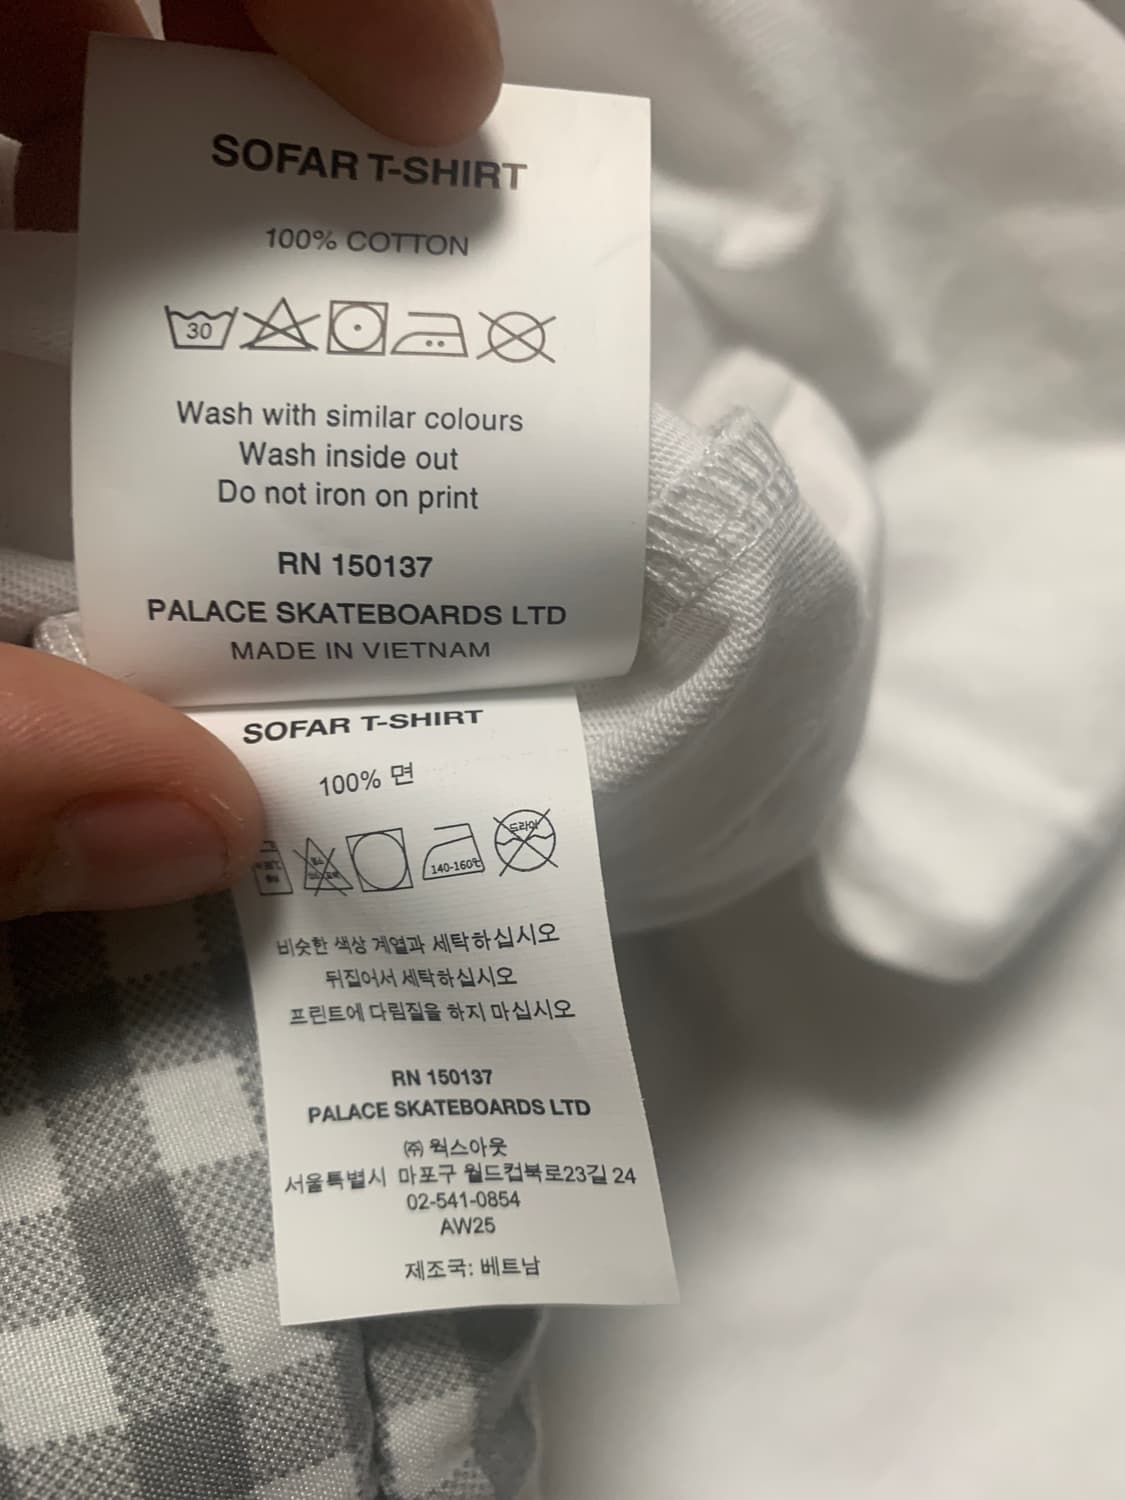 SOFAR T-SHIRT
100% COTTON
30
Wash with similar colours
Wash inside out
Do not iron on print
RN 150137
PALACE SKATEBOARDS LTD
MADE IN VIETNAM
SOFAR T-SHIRT
100% 면
140-160℃
드라이
비슷한 색상 계열과 세탁하십시오
뒤집어서 세탁하십시오
프린트에 다림질을 하지 마십시오
RN 150137
PALACE SKATEBOARDS LTD
㈜ 웍스아웃
서울특별시 마포구 월드컵북로23길 24
02-541-0854
AW25
제조국: 베트남